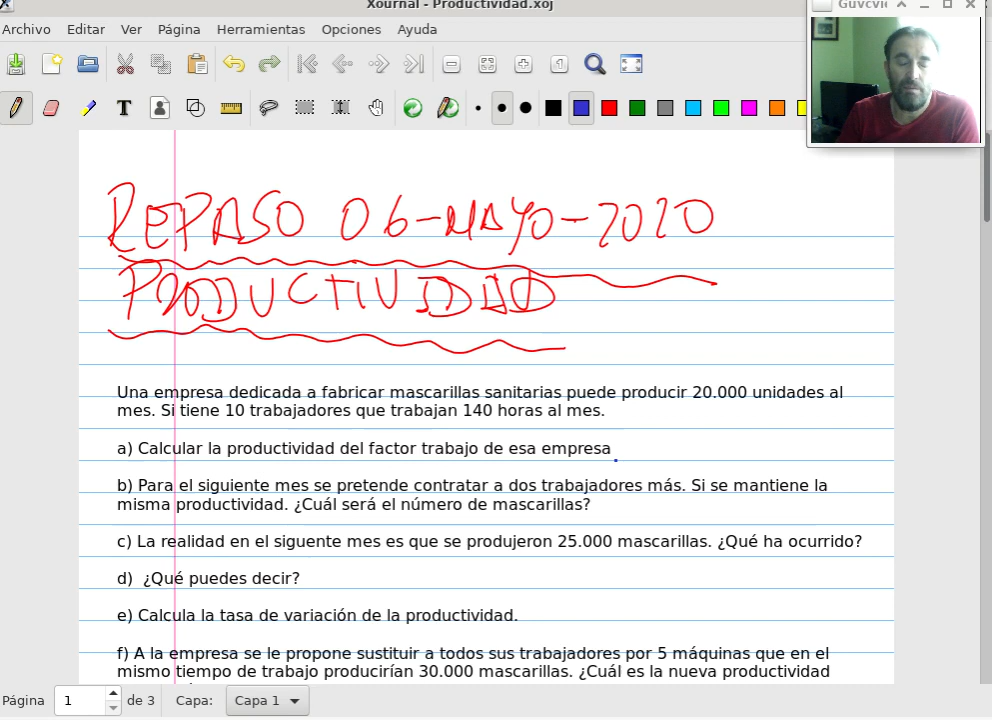 Xournal - Productividad.xoj
Guvcvi
Archivo Editar Ver Página Herramientas Opciones Ayuda
REPASO 06-MAYO-2020
PRODUCTIVIDAD
Una empresa dedicada a fabricar mascarillas sanitarias puede producir 20.000 unidades al
mes. Si tiene 10 trabajadores que trabajan 140 horas al mes.
a) Calcular la productividad del factor trabajo de esa empresa
b) Para el siguiente mes se pretende contratar a dos trabajadores más. Si se mantiene la
misma productividad. ¿Cuál será el número de mascarillas?
c) La realidad en el siguente mes es que se produjeron 25.000 mascarillas. ¿Qué ha ocurrido?
d) ¿Qué puedes decir?
e) Calcula la tasa de variación de la productividad.
f) A la empresa se le propone sustituir a todos sus trabajadores por 5 máquinas que en el
mismo tiempo de trabajo producirían 30.000 mascarillas. ¿Cuál es la nueva productividad
Página 1 de 3 Capa: Capa 1